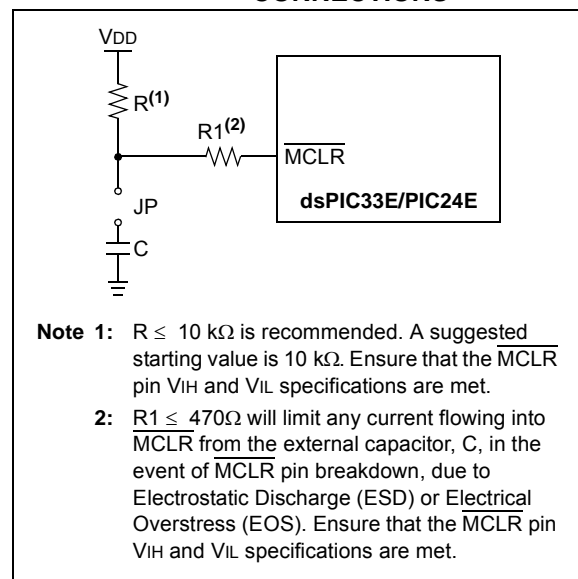 CONNECTIONS
VDD
R(1)
R1(2)
MCLR
dsPIC33E/PIC24E
JP
C
Note 1: R ≤ 10 kΩ is recommended. A suggested
starting value is 10 kΩ. Ensure that the MCLR
pin VIH and VIL specifications are met.
2: R1 ≤ 470Ω will limit any current flowing into
MCLR from the external capacitor, C, in the
event of MCLR pin breakdown, due to
Electrostatic Discharge (ESD) or Electrical
Overstress (EOS). Ensure that the MCLR pin
VIH and VIL specifications are met.